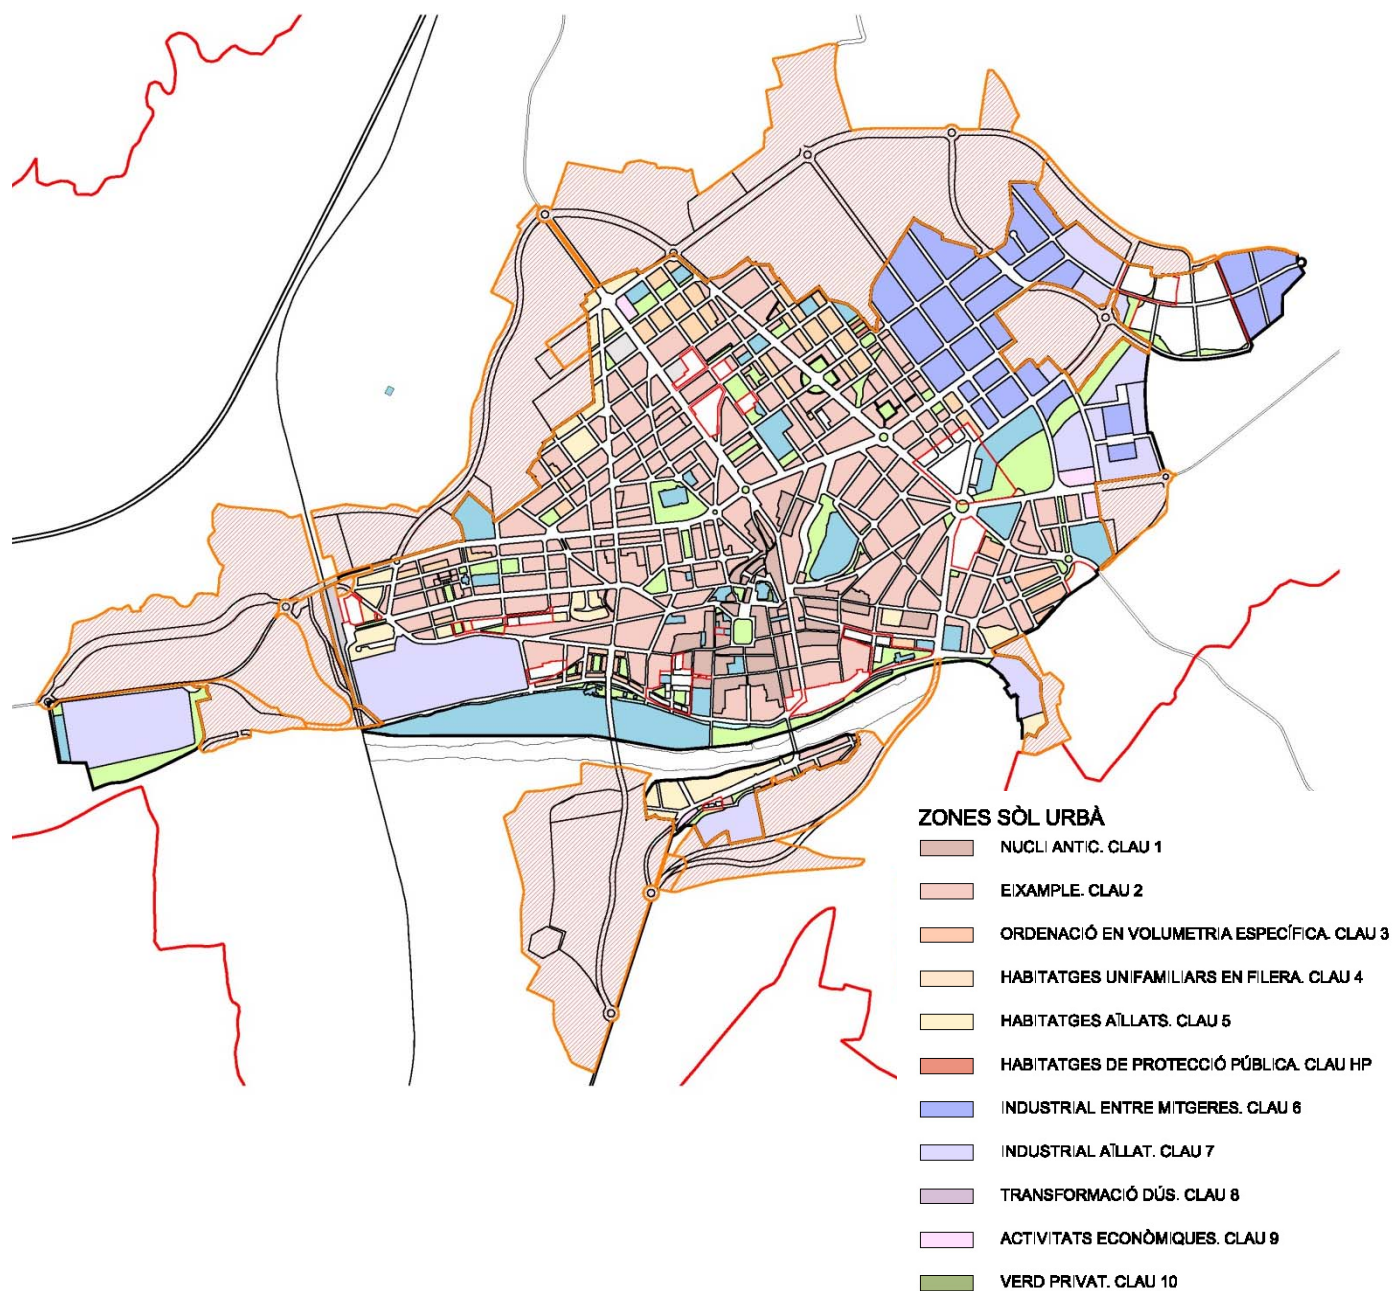 ZONES SÒL URBÀ
NUCLI ANTIC. CLAU 1
EIXAMPLE. CLAU 2
ORDENACIÓ EN VOLUMETRIA ESPECÍFICA. CLAU 3
HABITATGES UNIFAMILIARS EN FILERA. CLAU 4
HABITATGES AÏLLATS. CLAU 5
HABITATGES DE PROTECCIÓ PÚBLICA. CLAU HP
INDUSTRIAL ENTRE MITGERES. CLAU 6
INDUSTRIAL AÏLLAT. CLAU 7
TRANSFORMACIÓ DÚS. CLAU 8
ACTIVITATS ECONÒMIQUES. CLAU 9
VERD PRIVAT. CLAU 10